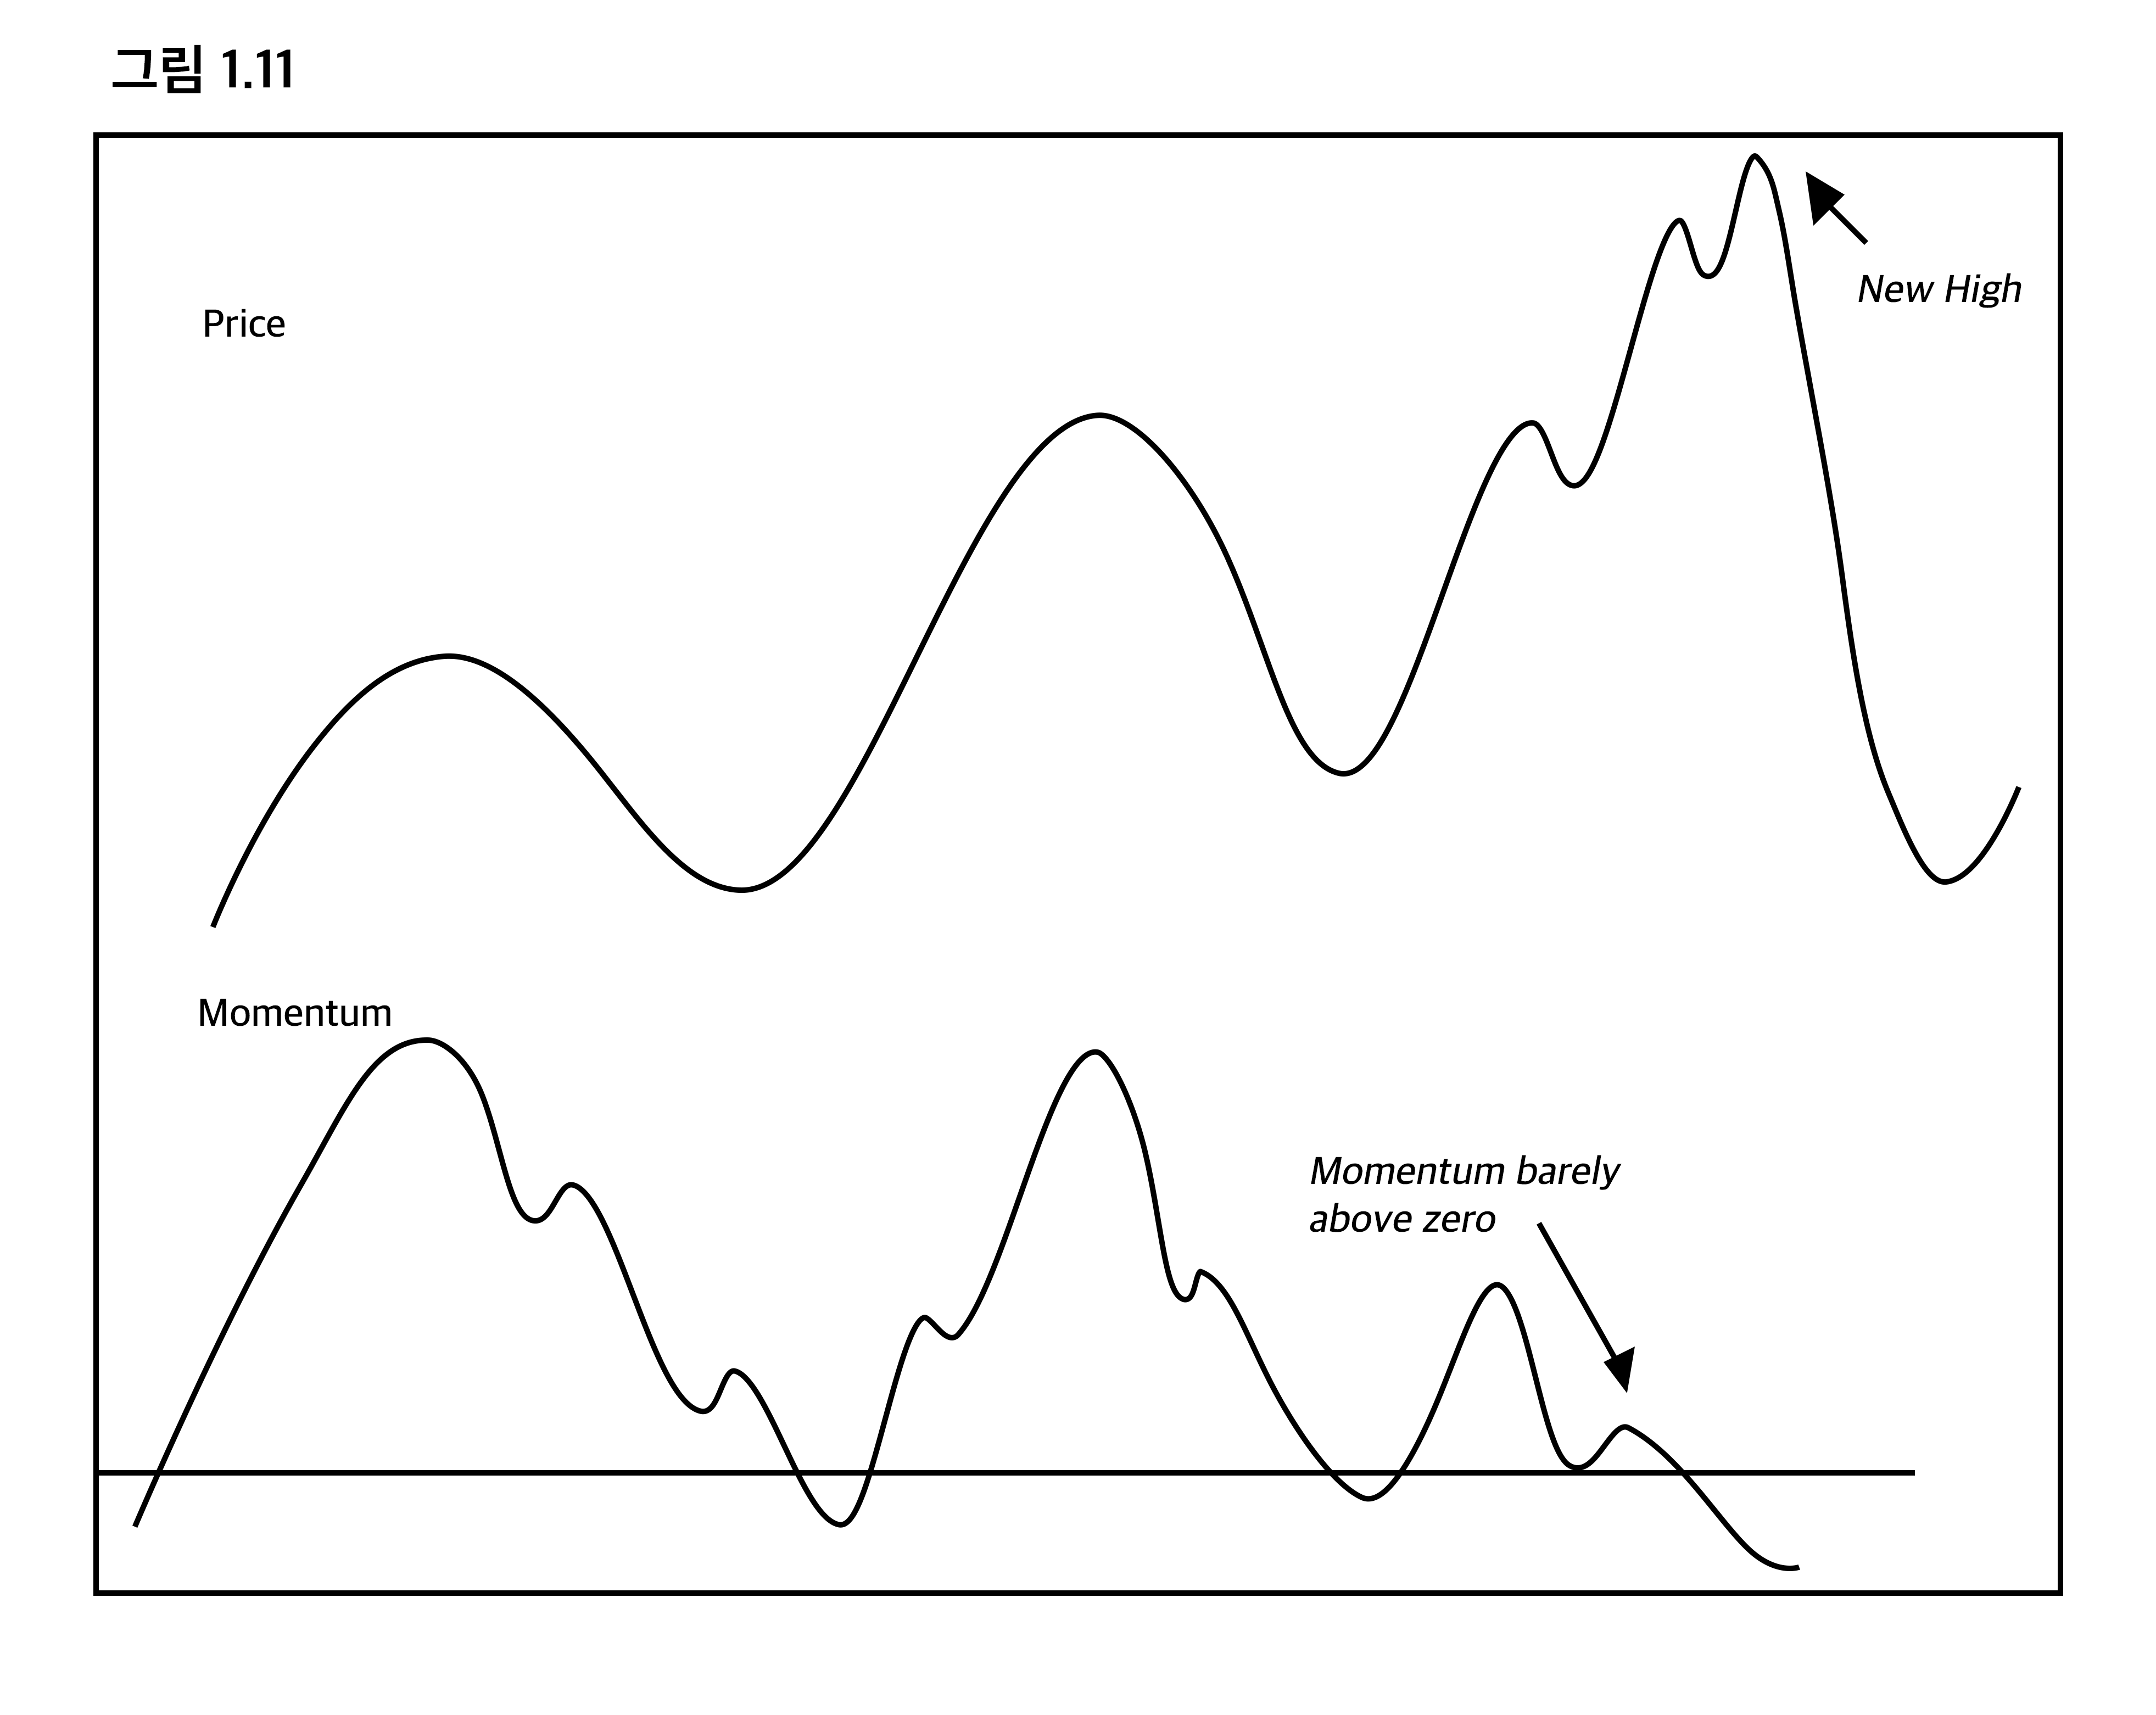 그림 1.11
New High
Price
Momentum
Momentum barely
above zero